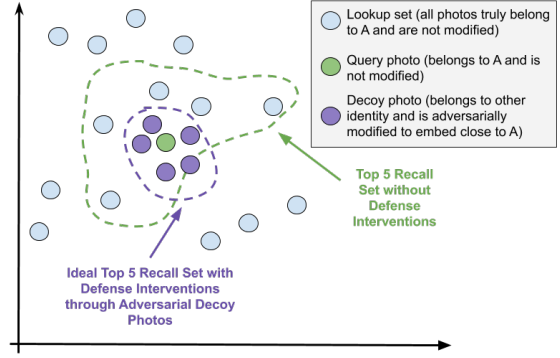 Lookup set (all photos truly belong
to A and are not modified)
Query photo (belongs to A and is
not modified)
Decoy photo (belongs to other
identity and is adversarially
modified to embed close to A)
Top 5 Recall
Set without
Defense
Interventions
Ideal Top 5 Recall Set with
Defense Interventions
through Adversarial Decoy
Photos